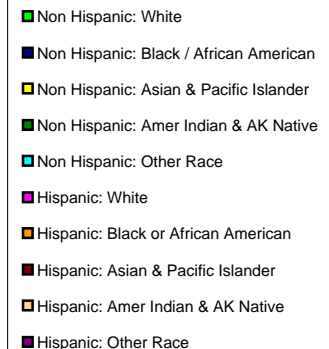 Non Hispanic: White
Non Hispanic: Black / African American
Non Hispanic: Asian & Pacific Islander
Non Hispanic: Amer Indian & AK Native
Non Hispanic: Other Race
Hispanic: White
Hispanic: Black or African American
Hispanic: Asian & Pacific Islander
Hispanic: Amer Indian & AK Native
Hispanic: Other Race